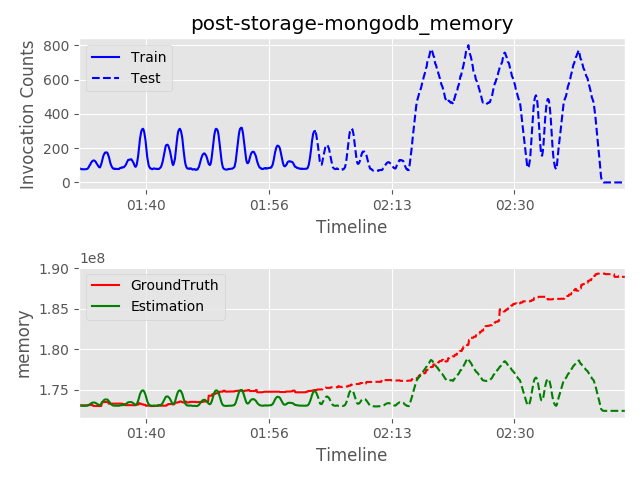 post-storage-mongodb_memory
Invocation Counts
800
600
400
200
0
Train
Test
01:40
01:56
02:13
02:30
Timeline
1e8
memory
1.90
1.85
1.80
1.75
GroundTruth
Estimation
01:40
01:56
02:13
02:30
Timeline